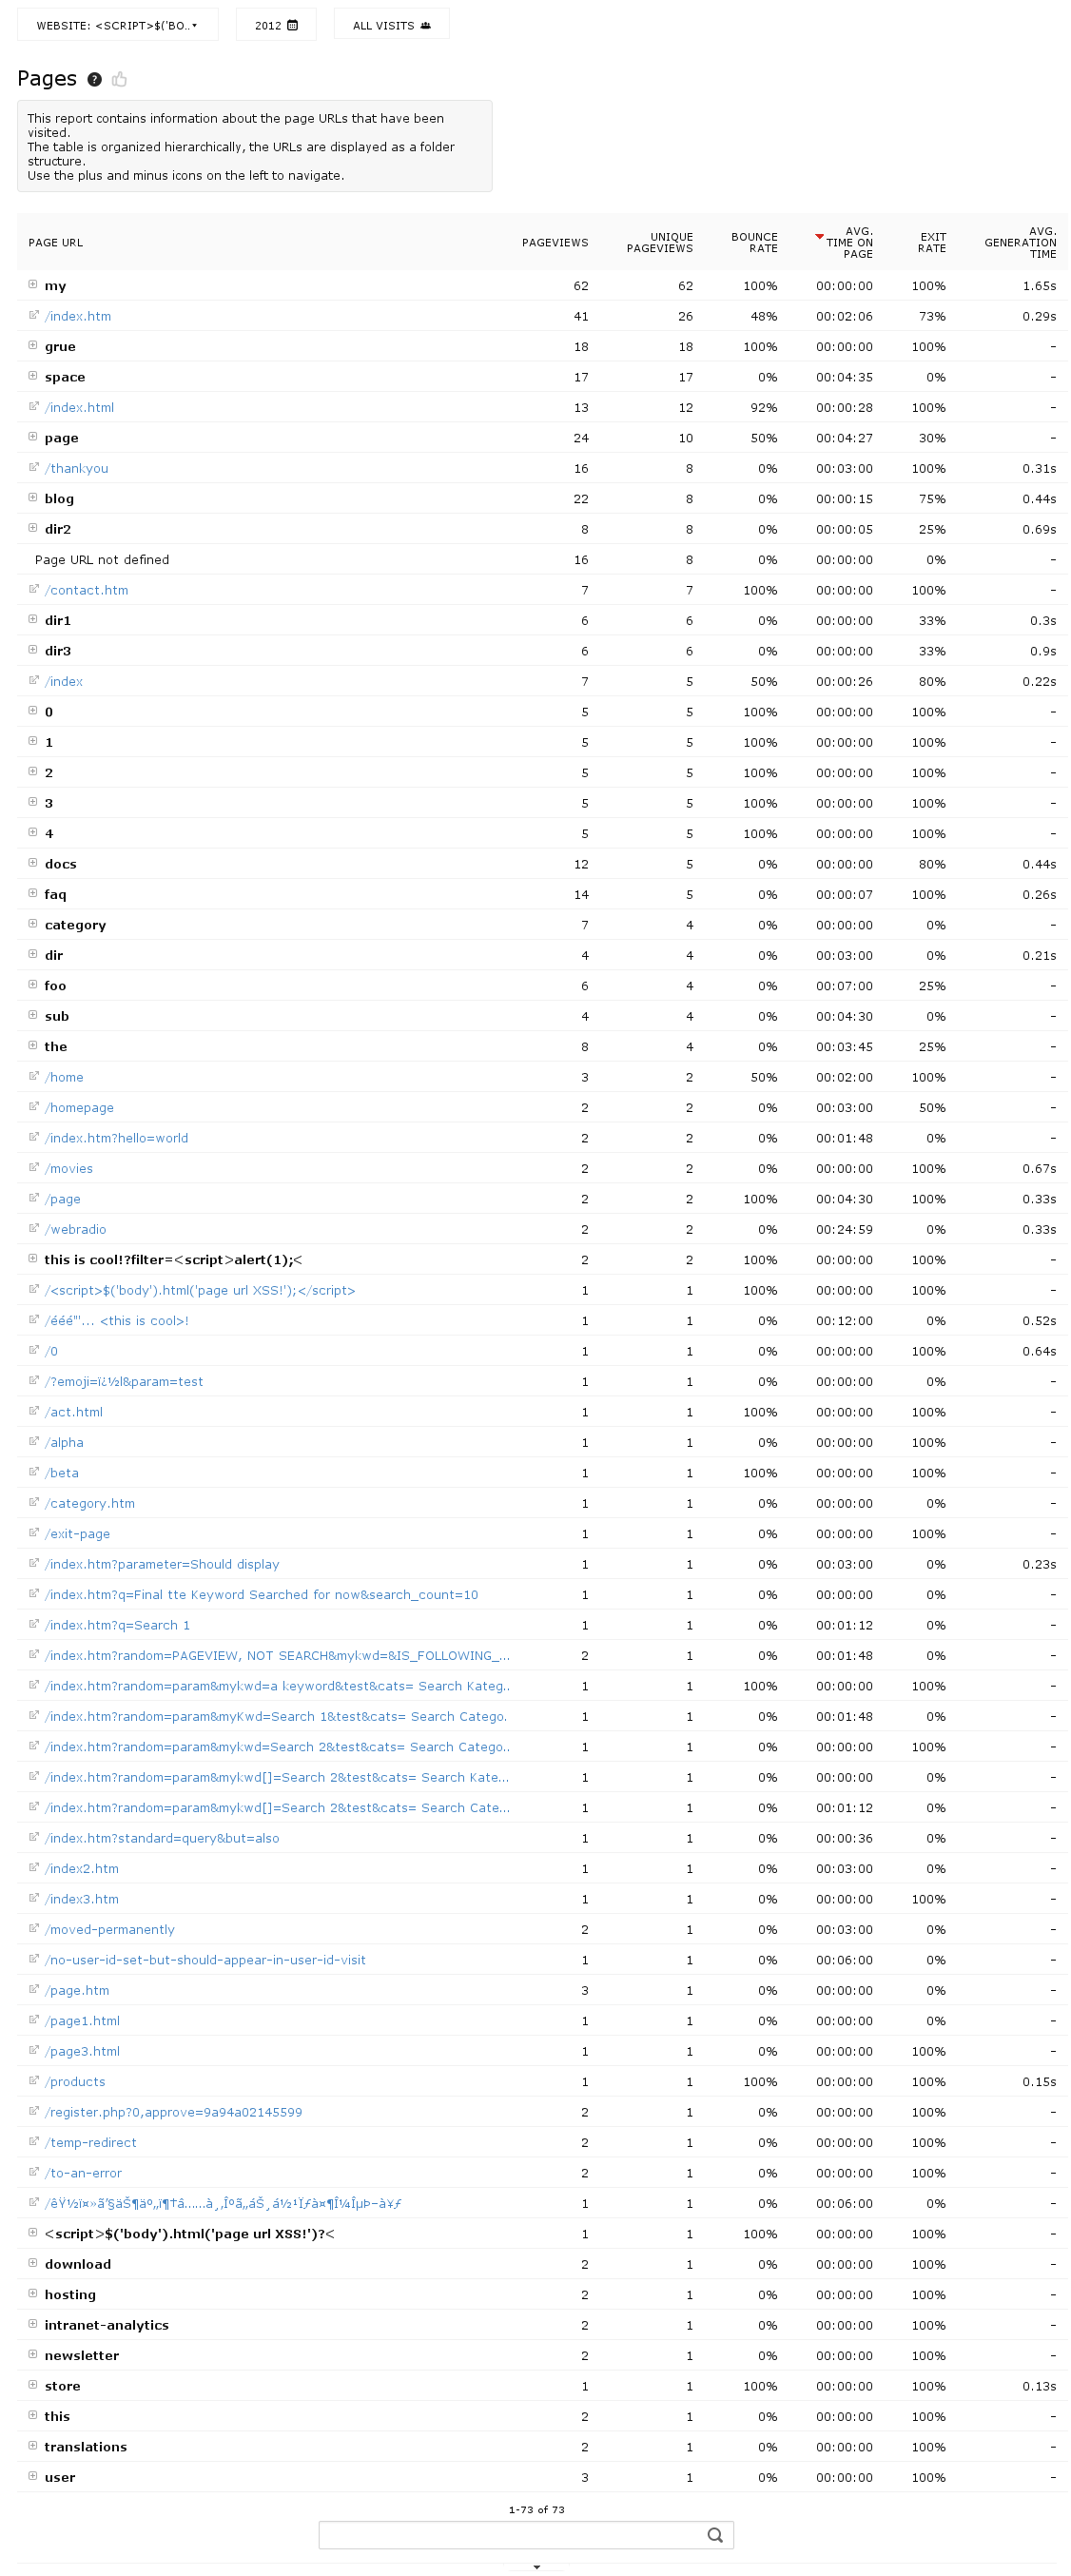 WEBSITE: <SCRIPT>$('BO.. 2012 ALL VISITS
Pages
This report contains information about the page URLs that have been
visited.
The table is organized hierarchically, the URLs are displayed as a folder
structure.
Use the plus and minus icons on the left to navigate.
PAGE URL PAGEVIEWS UNIQUE PAGEVIEWS BOUNCE RATE AVG. TIME ON PAGE EXIT RATE AVG. GENERATION TIME
my 62 62 100% 00:00:00 100% 1.65s
/index.htm 41 26 48% 00:02:06 73% 0.29s
grue 18 18 100% 00:00:00 100% -
space 17 17 0% 00:04:35 0% -
/index.html 13 12 92% 00:00:28 100% -
page 24 10 50% 00:04:27 30% -
/thankyou 16 8 0% 00:03:00 100% 0.31s
blog 22 8 0% 00:00:15 75% 0.44s
dir2 8 8 0% 00:00:05 25% 0.69s
Page URL not defined 16 8 0% 00:00:00 0% -
/contact.htm 7 7 100% 00:00:00 100% -
dir1 6 6 0% 00:00:00 33% 0.3s
dir3 6 6 0% 00:00:00 33% 0.9s
/index 7 5 50% 00:00:26 80% 0.22s
0 5 5 100% 00:00:00 100% -
1 5 5 100% 00:00:00 100% -
2 5 5 100% 00:00:00 100% -
3 5 5 100% 00:00:00 100% -
4 5 5 100% 00:00:00 100% -
docs 12 5 0% 00:00:00 80% 0.44s
faq 14 5 0% 00:00:07 100% 0.26s
category 7 4 0% 00:00:00 0% -
dir 4 4 0% 00:03:00 0% 0.21s
foo 6 4 0% 00:07:00 25% -
sub 4 4 0% 00:04:30 0% -
the 8 4 0% 00:03:45 25% -
/home 3 2 50% 00:02:00 100% -
/homepage 2 2 0% 00:03:00 50% -
/index.htm?hello=world 2 2 0% 00:01:48 0% -
/movies 2 2 0% 00:00:00 100% 0.67s
/page 2 2 100% 00:04:30 100% 0.33s
/webradio 2 2 0% 00:24:59 0% 0.33s
this is cool!?filter=<script>alert(1);< 2 2 100% 00:00:00 100% -
/<script>$('body').html('page url XSS!');</script> 1 1 100% 00:00:00 100% -
/ééé"'... <this is cool>! 1 1 0% 00:12:00 0% 0.52s
/0 1 1 0% 00:00:00 100% 0.64s
/?emoji=ï¿½l&param=test 1 1 0% 00:00:00 0% -
/act.html 1 1 100% 00:00:00 100% -
/alpha 1 1 0% 00:00:00 100% -
/beta 1 1 100% 00:00:00 100% -
/category.htm 1 1 0% 00:00:00 0% -
/exit-page 1 1 0% 00:00:00 100% -
/index.htm?parameter=Should display 1 1 0% 00:03:00 0% 0.23s
/index.htm?q=Final tte Keyword Searched for now&search_count=10 1 1 0% 00:00:00 0% -
/index.htm?q=Search 1 1 1 0% 00:01:12 0% -
/index.htm?random=PAGEVIEW, NOT SEARCH&mykwd=&IS_FOLLOWING_... 2 1 0% 00:01:48 0% -
/index.htm?random=param&mykwd=a keyword&test&cats= Search Kateg.. 1 1 100% 00:00:00 100% -
/index.htm?random=param&myKwd=Search 1&test&cats= Search Catego. 1 1 0% 00:01:48 0% -
/index.htm?random=param&mykwd=Search 2&test&cats= Search Catego.. 1 1 0% 00:00:00 100% -
/index.htm?random=param&mykwd[]=Search 2&test&cats= Search Kate... 1 1 0% 00:00:00 0% -
/index.htm?random=param&mykwd[]=Search 2&test&cats= Search Cate... 1 1 0% 00:01:12 0% -
/index.htm?standard=query&but=also 1 1 0% 00:00:36 0% -
/index2.htm 1 1 0% 00:03:00 0% -
/index3.htm 1 1 0% 00:00:00 100% -
/moved-permanently 2 1 0% 00:03:00 0% -
/no-user-id-set-but-should-appear-in-user-id-visit 1 1 0% 00:06:00 0% -
/page.htm 3 1 0% 00:00:00 0% -
/page1.html 1 1 0% 00:00:00 0% -
/page3.html 1 1 0% 00:00:00 100% -
/products 1 1 100% 00:00:00 100% 0.15s
/register.php?0,approve=9a94a02145599 2 1 0% 00:00:00 100% -
/temp-redirect 2 1 0% 00:00:00 100% -
/to-an-error 2 1 0% 00:00:00 100% -
1 1 0% 00:06:00 0% -
<script>$('body').html('page url XSS!')?< 1 1 100% 00:00:00 100% -
download 2 1 0% 00:00:00 100% -
hosting 2 1 0% 00:00:00 100% -
intranet-analytics 2 1 0% 00:00:00 100% -
newsletter 2 1 0% 00:00:00 100% -
store 1 1 100% 00:00:00 100% 0.13s
this 2 1 0% 00:00:00 100% -
translations 2 1 0% 00:00:00 100% -
user 3 1 0% 00:00:00 100% -
1-73 of 73